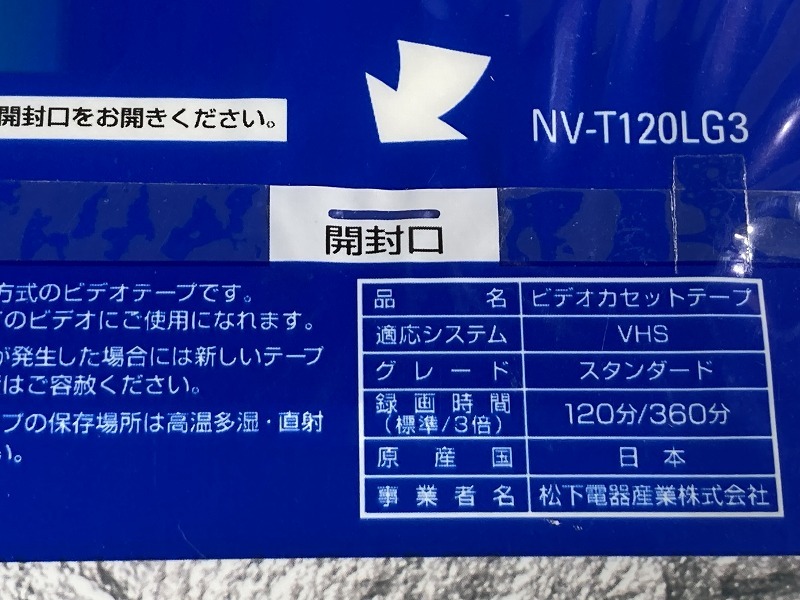 開封口をお開きください。
NV-T120LG3
開封口
方式のビデオテープです。
のビデオにご使用になれます。
が発生した場合には新しいテープ
はご容赦ください。
プの保存場所は高温多湿・直射
い。
品名 ビデオカセットテープ
適応システム VHS
グレード スタンダード
録画時間 120分/360分
(標準/3倍)
原産国 日本
事業者名 松下電器産業株式会社